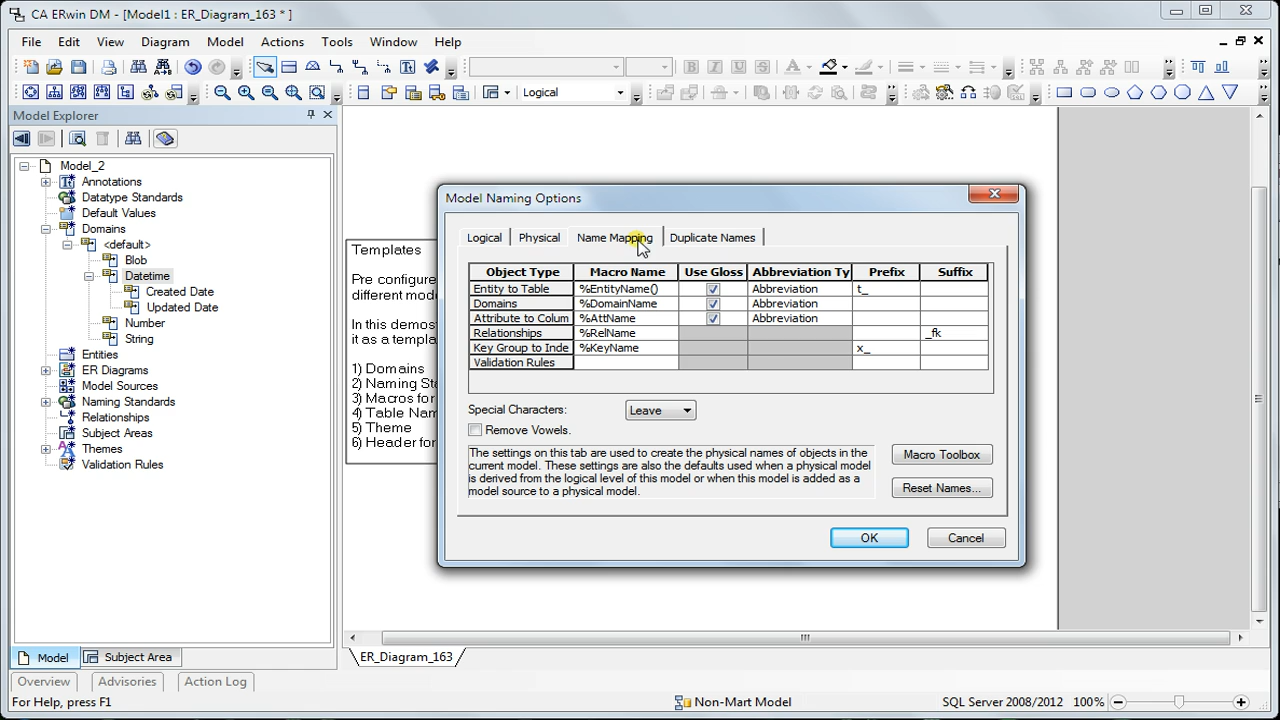 CA ERwin DM - [Model1 : ER_Diagram_163 * ]
File Edit View Diagram Model Actions Tools Window Help
B I U S A
Logical
Model Explorer
Model_2
Annotations
Datatype Standards
Default Values
Domains
<default>
Blob
Datetime
Created Date
Updated Date
Number
String
Entities
ER Diagrams
Model Sources
Naming Standards
Relationships
Subject Areas
Themes
Validation Rules
Model Subject Area
Templates
Pre configure
different mod
In this demos
it as a templa
1) Domains
2) Naming Sta
3) Macros for
4) Table Nam
5) Theme
6) Header for
Model Naming Options
Logical Physical Name Mapping Duplicate Names
Object Type Macro Name Use Gloss Abbreviation Ty Prefix Suffix
Entity to Table %EntityName() Abbreviation t_
Domains %DomainName Abbreviation
Attribute to Colum %AttName Abbreviation
Relationships %RelName _fk
Key Group to Inde %KeyName x_
Validation Rules
Special Characters: Leave
Remove Vowels.
The settings on this tab are used to create the physical names of objects in the
current model. These settings are also the defaults used when a physical model
is derived from the logical level of this model or when this model is added as a
model source to a physical model.
Macro Toolbox
Reset Names...
OK Cancel
ER_Diagram_163
Overview Advisories Action Log
For Help, press F1 Non-Mart Model SQL Server 2008/2012 100%